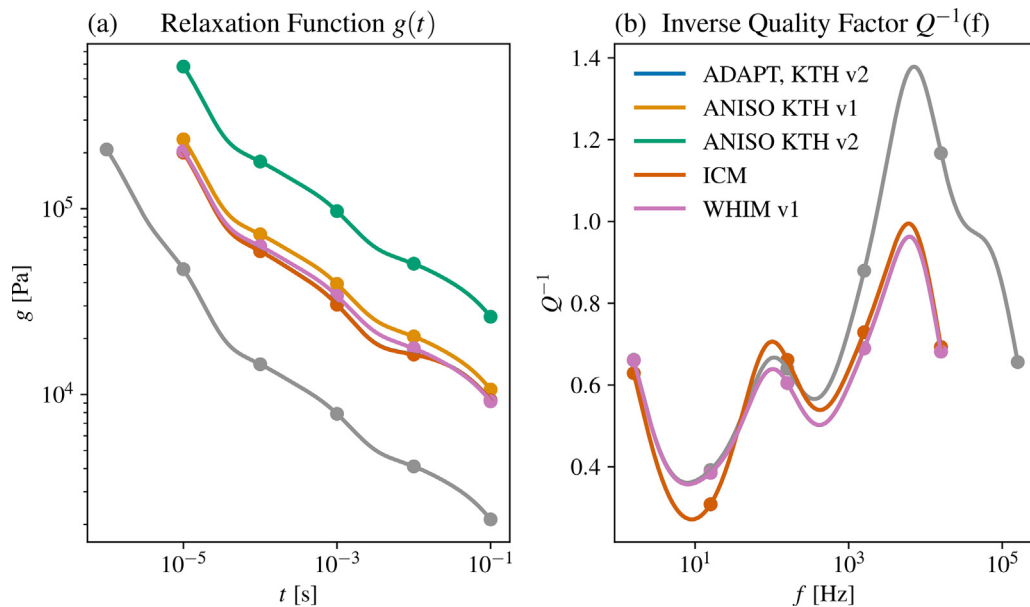 (a) Relaxation Function g(t)
g [Pa]
10⁵
10⁴
10⁻⁵
10⁻³
10⁻¹
t [s]
(b) Inverse Quality Factor Q⁻¹(f)
Q⁻¹
1.4
1.2
1.0
0.8
0.6
0.4
ADAPT, KTH v2
ANISO KTH v1
ANISO KTH v2
ICM
WHIM v1
10¹
10³
10⁵
f [Hz]